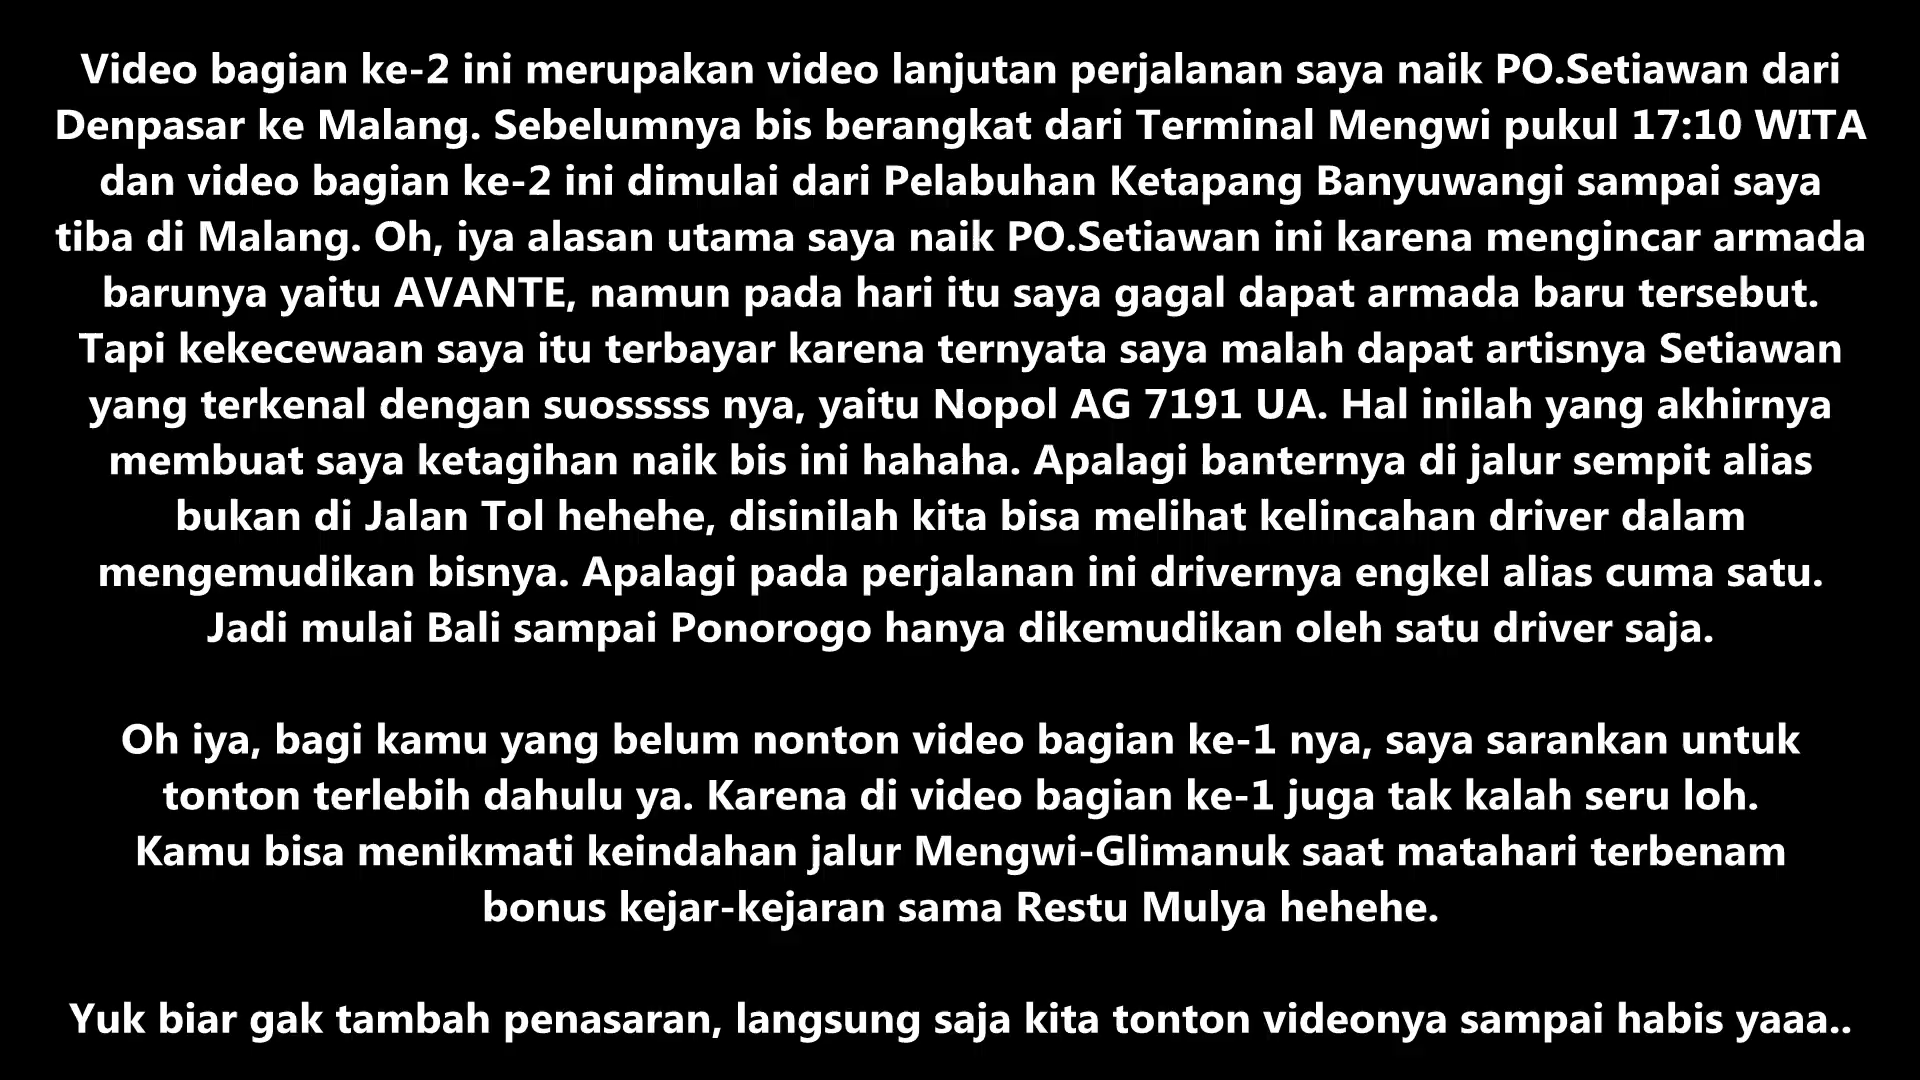 Video bagian ke-2 ini merupakan video lanjutan perjalanan saya naik PO.Setiawan dari
Denpasar ke Malang. Sebelumnya bis berangkat dari Terminal Mengwi pukul 17:10 WITA
dan video bagian ke-2 ini dimulai dari Pelabuhan Ketapang Banyuwangi sampai saya
tiba di Malang. Oh, iya alasan utama saya naik PO.Setiawan ini karena mengincar armada
barunya yaitu AVANTE, namun pada hari itu saya gagal dapat armada baru tersebut.
Tapi kekecewaan saya itu terbayar karena ternyata saya malah dapat artisnya Setiawan
yang terkenal dengan suosssss nya, yaitu Nopol AG 7191 UA. Hal inilah yang akhirnya
membuat saya ketagihan naik bis ini hahaha. Apalagi banternya di jalur sempit alias
bukan di Jalan Tol hehehe, disinilah kita bisa melihat kelincahan driver dalam
mengemudikan bisnya. Apalagi pada perjalanan ini drivernya engkel alias cuma satu.
Jadi mulai Bali sampai Ponorogo hanya dikemudikan oleh satu driver saja.
Oh iya, bagi kamu yang belum nonton video bagian ke-1 nya, saya sarankan untuk
tonton terlebih dahulu ya. Karena di video bagian ke-1 juga tak kalah seru loh.
Kamu bisa menikmati keindahan jalur Mengwi-Glimanuk saat matahari terbenam
bonus kejar-kejaran sama Restu Mulya hehehe.
Yuk biar gak tambah penasaran, langsung saja kita tonton videonya sampai habis yaaa..